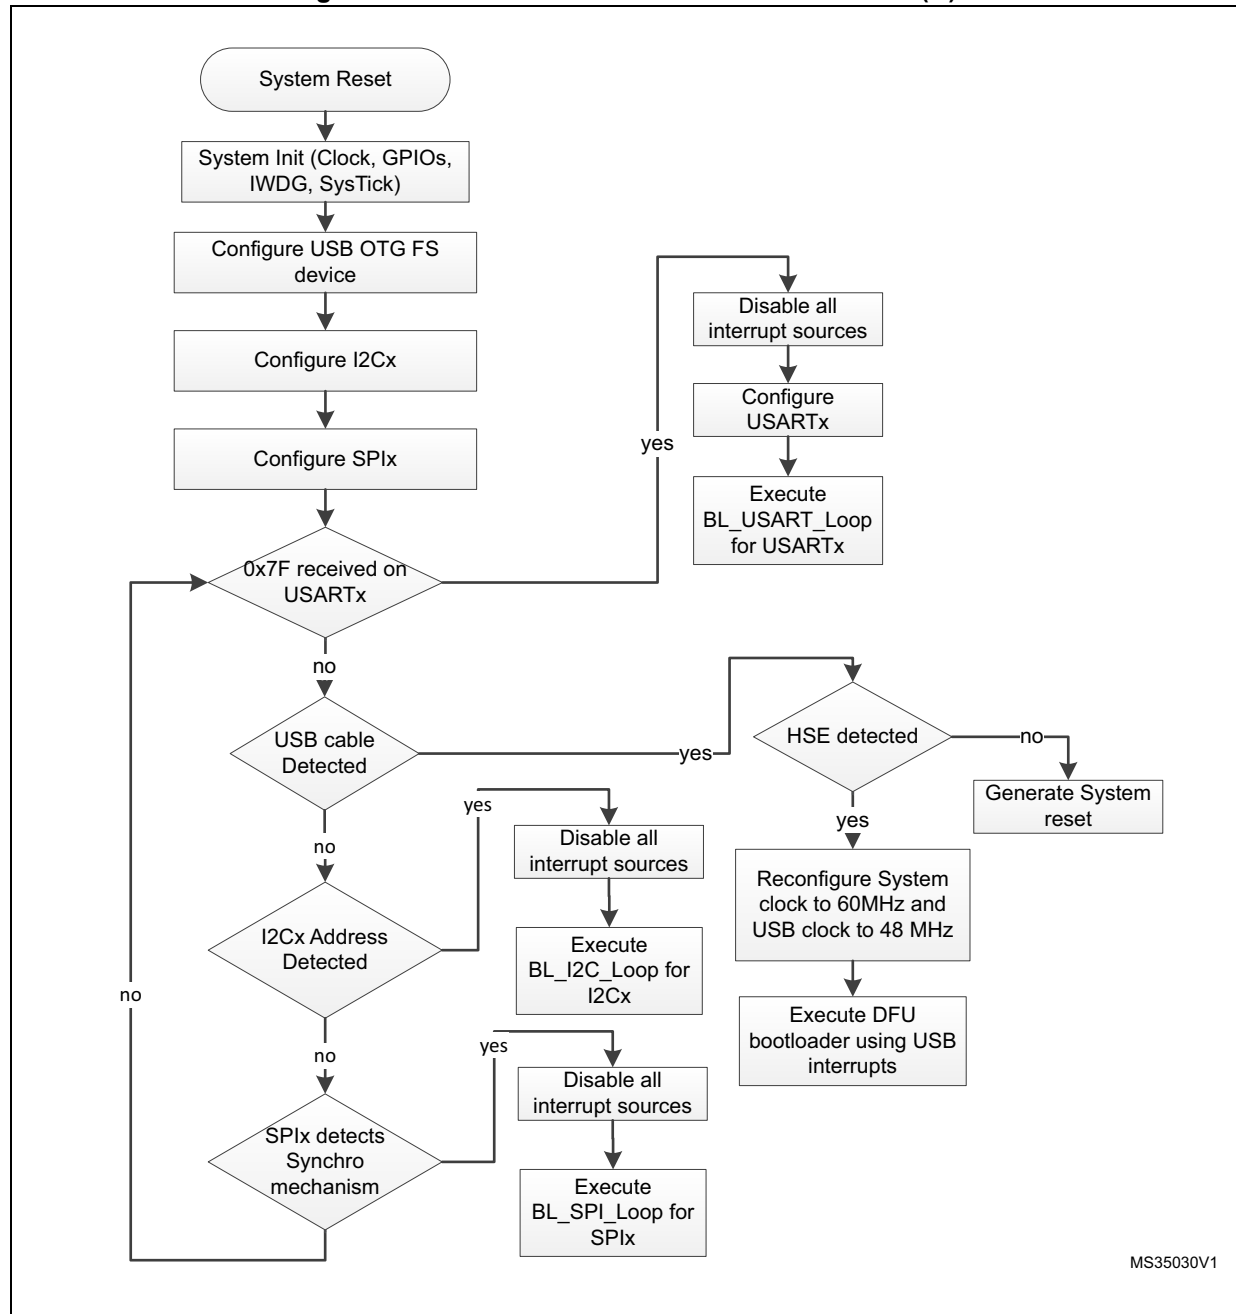 System Reset
System Init (Clock, GPIOs,
IWDG, SysTick)
Configure USB OTG FS
device
Configure I2Cx
Configure SPIx
0x7F received on
USARTx
yes
Disable all
interrupt sources
Configure
USARTx
Execute
BL_USART_Loop
for USARTx
no
USB cable
Detected
yes
HSE detected
no
Generate System
reset
yes
Reconfigure System
clock to 60MHz and
USB clock to 48 MHz
Execute DFU
bootloader using USB
interrupts
no
I2Cx Address
Detected
yes
Disable all
interrupt sources
Execute
BL_I2C_Loop for
I2Cx
no
SPIx detects
Synchro
mechanism
yes
Disable all
interrupt sources
Execute
BL_SPI_Loop for
SPIx
no
MS35030V1